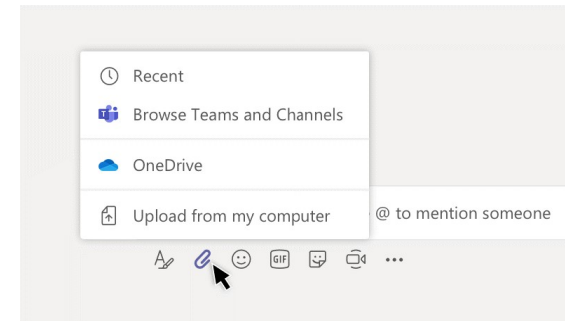 Recent
Browse Teams and Channels
OneDrive
Upload from my computer
@ to mention someone
GIF